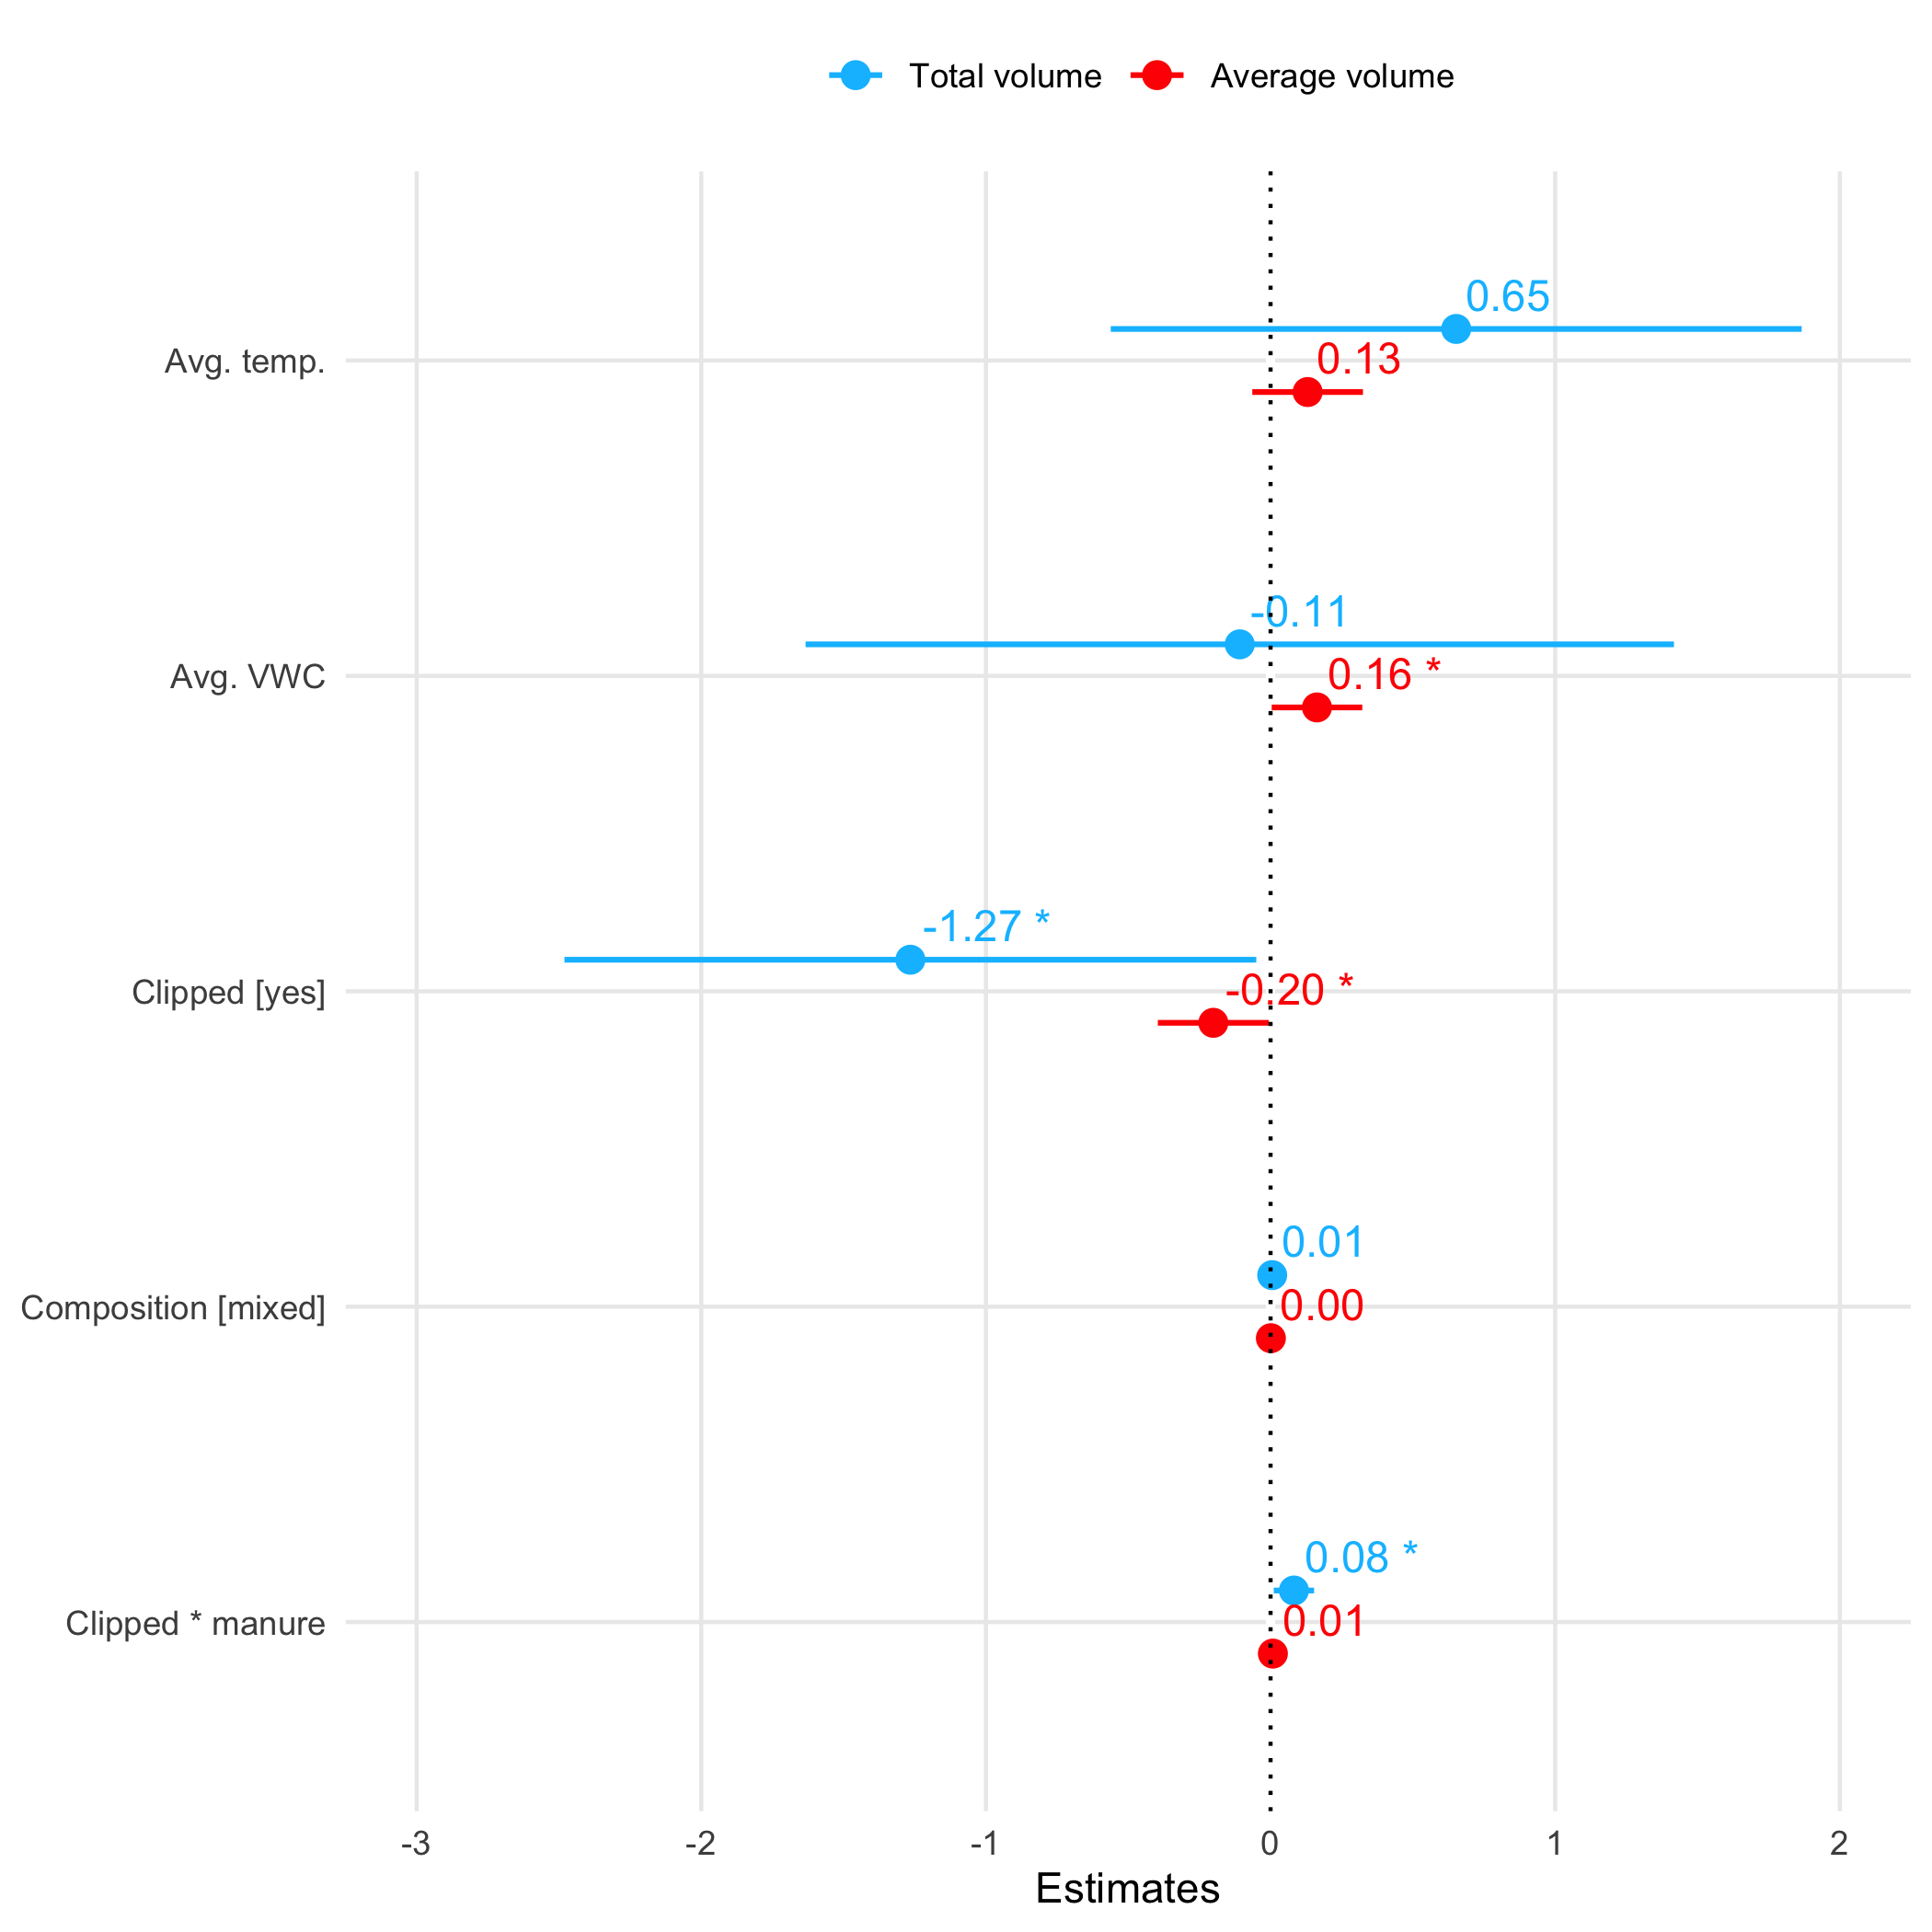 Total volume Average volume
0.65
Avg. temp.
0.13
-0.11
Avg. VWC
0.16 *
-1.27 *
Clipped [yes]
-0.20 *
0.01
Composition [mixed]
0.00
0.08 *
Clipped * manure
0.01
-3 -2 -1 0 1 2
Estimates